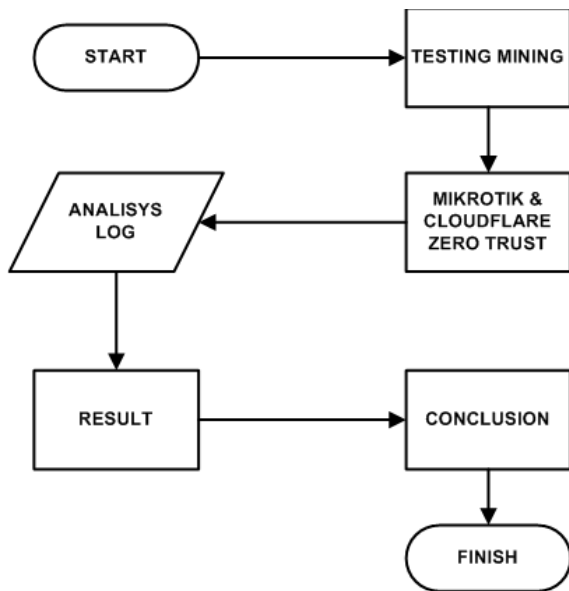 START
TESTING MINING
MIKROTIK &
CLOUDFLARE
ZERO TRUST
ANALISYS
LOG
RESULT
CONCLUSION
FINISH